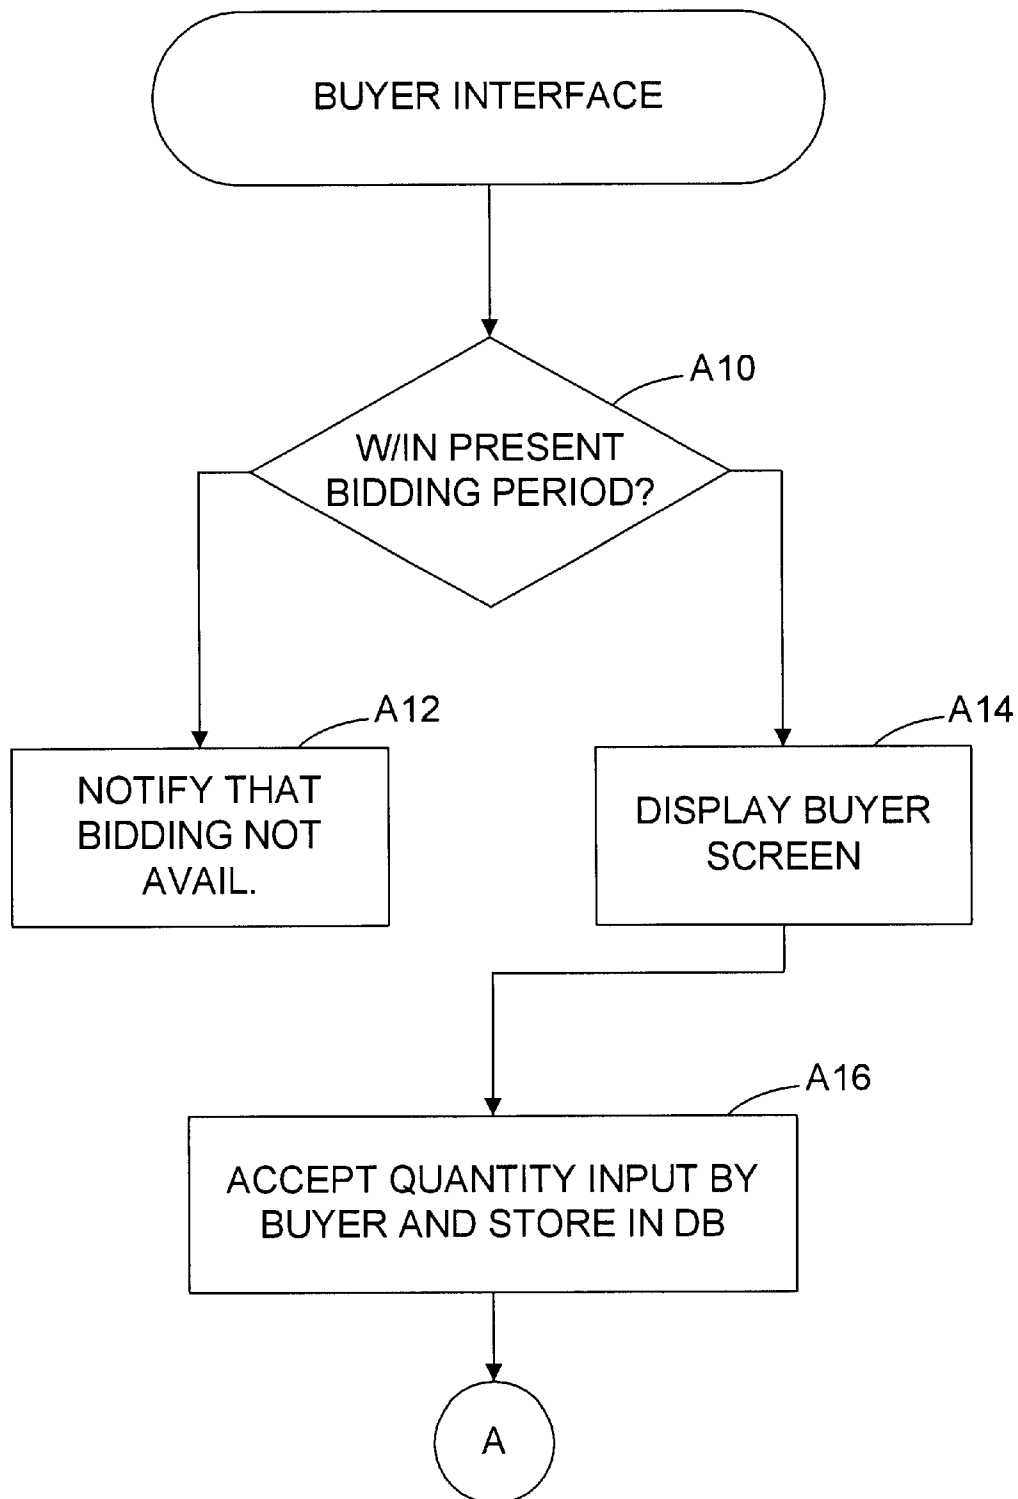 BUYER INTERFACE
A10
W/IN PRESENT
BIDDING PERIOD?
A12
A14
NOTIFY THAT
BIDDING NOT
AVAIL.
DISPLAY BUYER
SCREEN
A16
ACCEPT QUANTITY INPUT BY
BUYER AND STORE IN DB
A